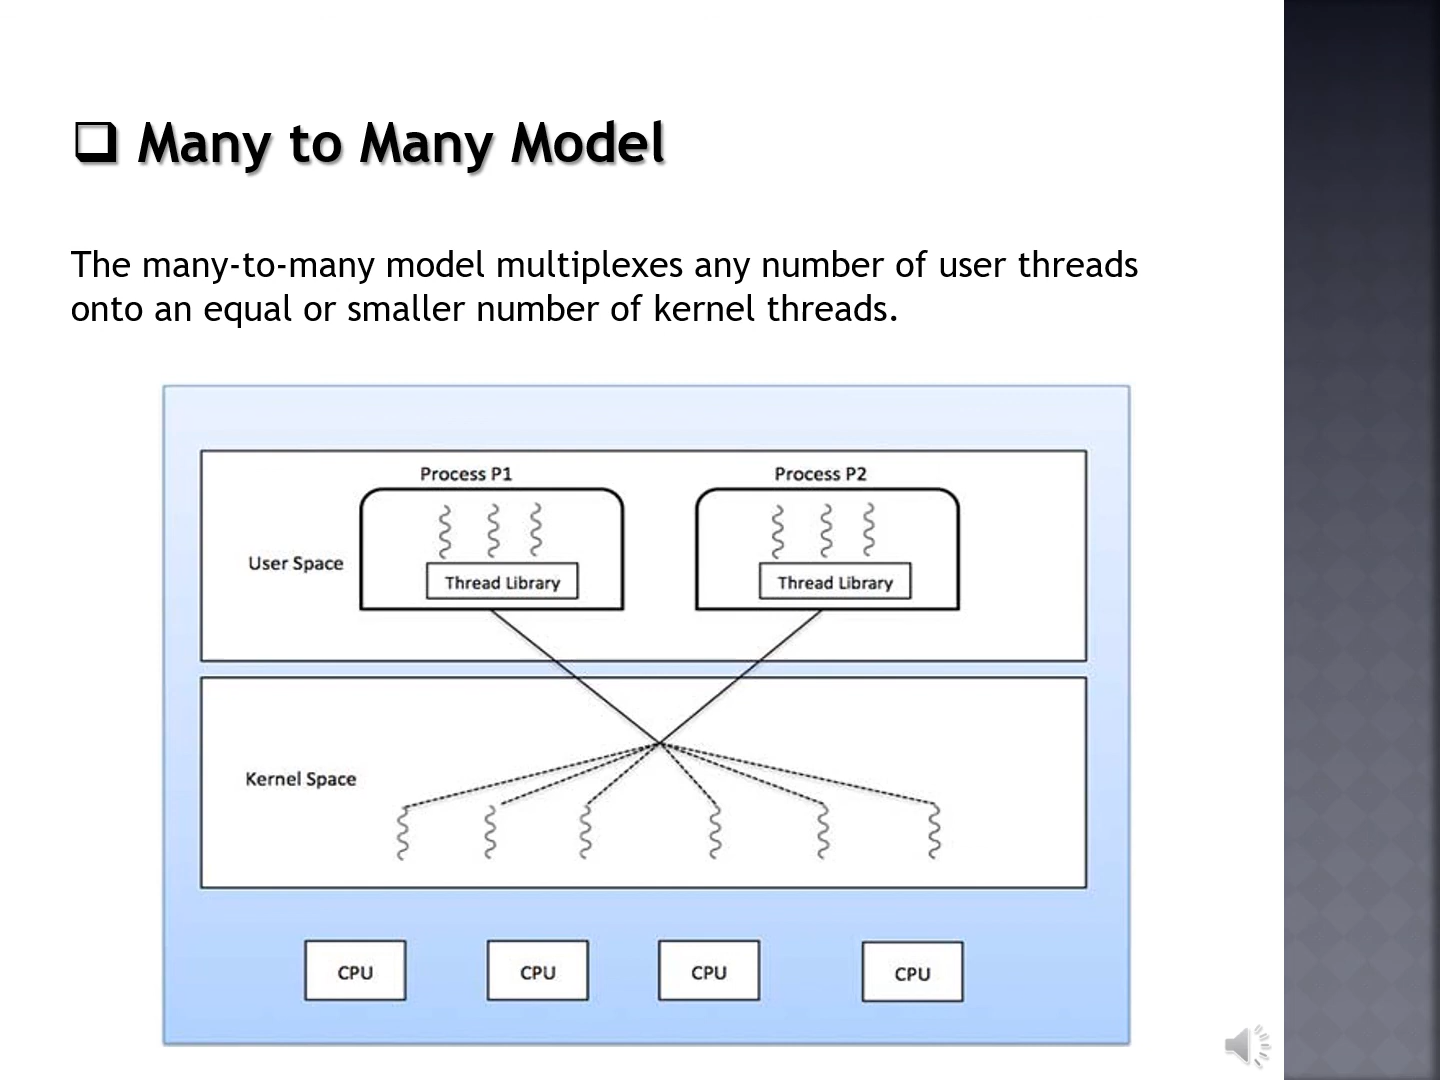 Many to Many Model
The many-to-many model multiplexes any number of user threads
onto an equal or smaller number of kernel threads.
Process P1
Process P2
User Space
Thread Library
Thread Library
Kernel Space
CPU
CPU
CPU
CPU